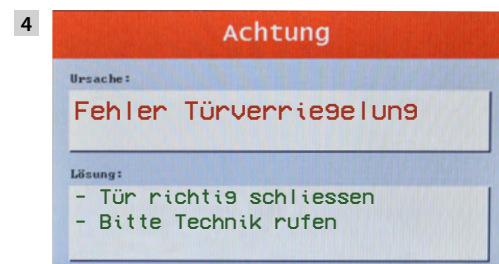 4
Achtung
Ursache:
Fehler Türverriegelung
Lösung:
- Tür richtig schliessen
- Bitte Technik rufen